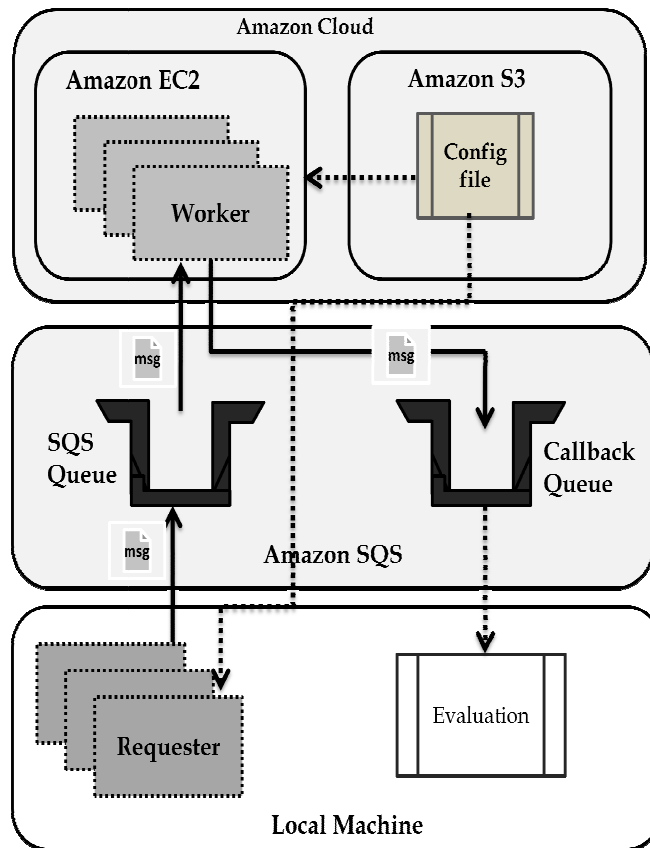 Amazon Cloud
Amazon EC2
Amazon S3
Config
file
Worker
msg
msg
SQS
Queue
Callback
Queue
msg
Amazon SQS
Requester
Evaluation
Local Machine